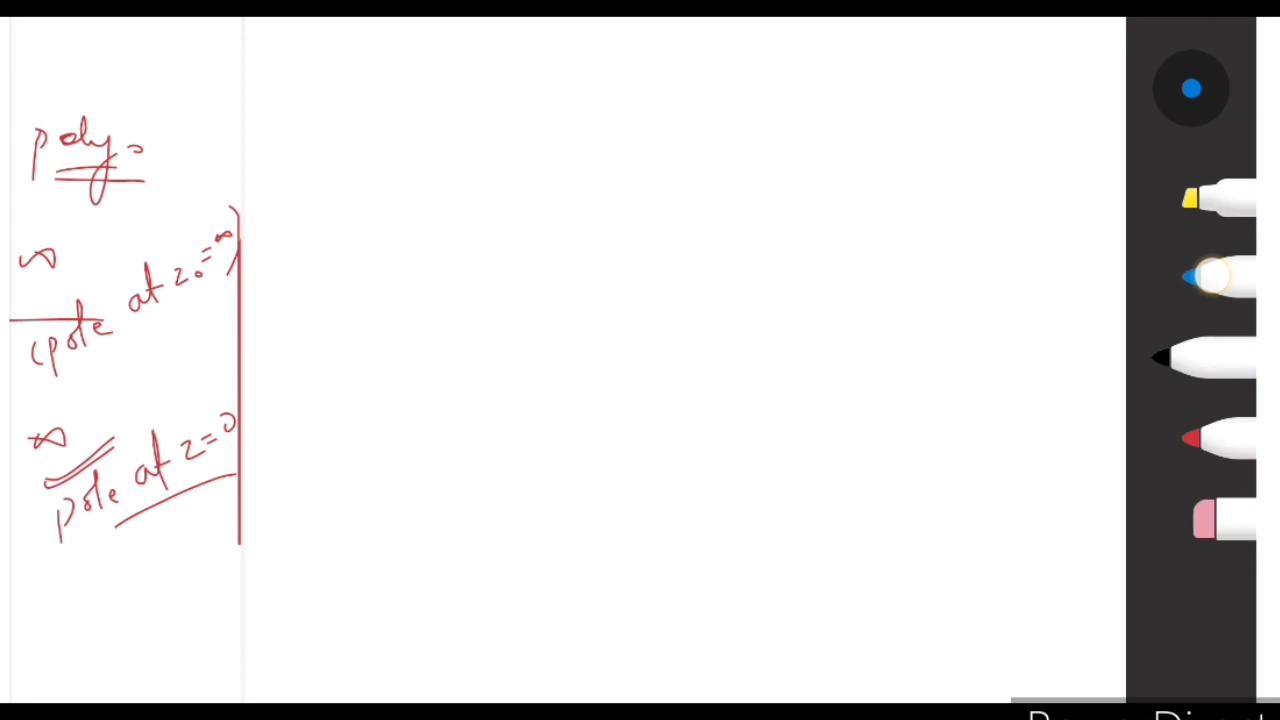 poly
∞
(pole at z₀ = ∞)
∞
pole at z = 0